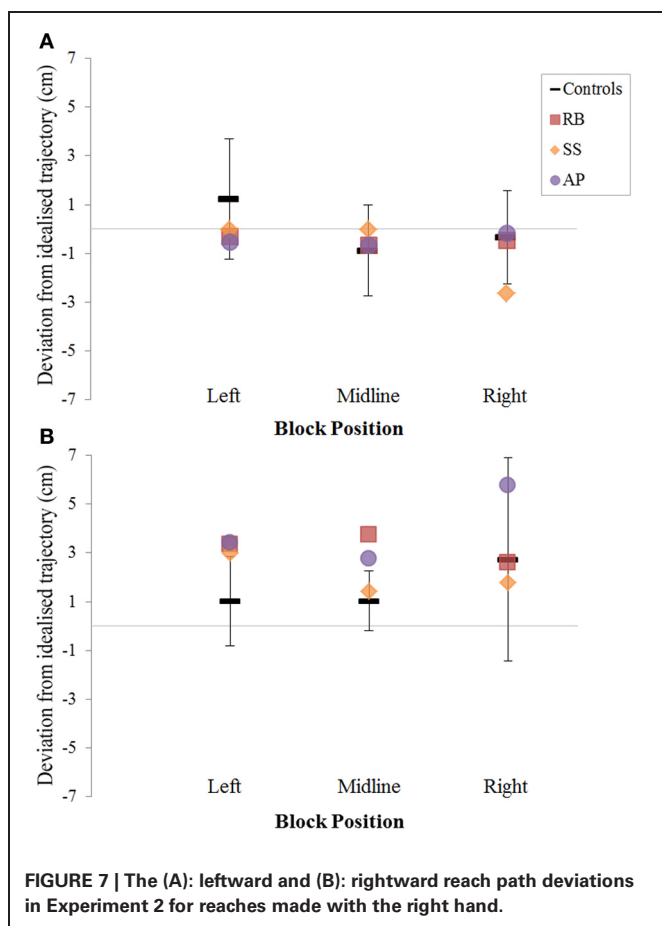 A
7
5
3
1
-1
-3
-5
-7
Deviation from idealised trajectory (cm)
Controls
RB
SS
AP
Left Midline Right
Block Position
B
7
5
3
1
-1
-3
-5
-7
Deviation from idealised trajectory (cm)
Left Midline Right
Block Position
FIGURE 7 | The (A): leftward and (B): rightward reach path deviations
in Experiment 2 for reaches made with the right hand.